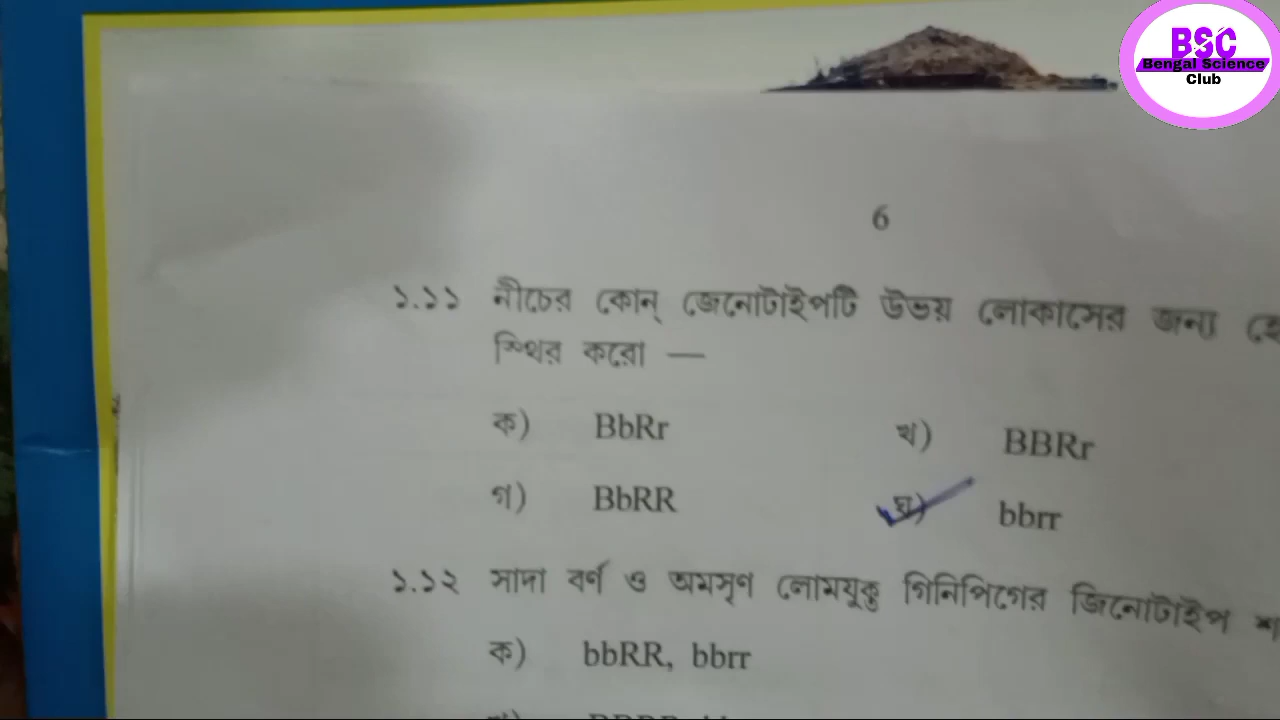 BSC
Bengal Science
Club
6
১.১১ নীচের কোন্ জেনোটাইপটি উভয় লোকাসের জন্য
স্থির করো —
ক) BbRr খ) BBRr
গ) BbRR ঘ) bbrr
১.১২ সাদা বর্ণ ও অমসৃণ লোমযুক্ত গিনিপিগের জিনোটাইপ
ক) bbRR, bbrr